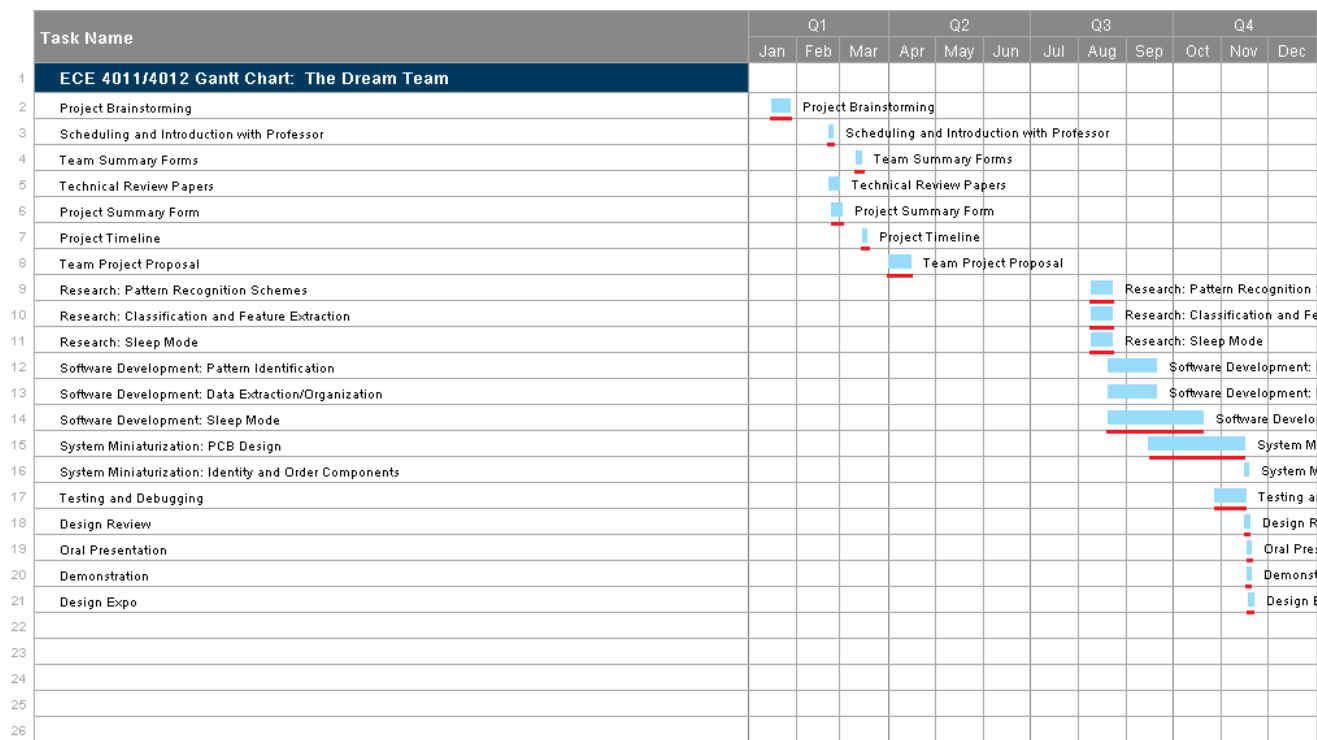 Task Name
Q1 Q2 Q3 Q4
Jan Feb Mar Apr May Jun Jul Aug Sep Oct Nov Dec
1 ECE 4011/4012 Gantt Chart: The Dream Team
2 Project Brainstorming Project Brainstorming
3 Scheduling and Introduction with Professor Scheduling and Introduction with Professor
4 Team Summary Forms Team Summary Forms
5 Technical Review Papers Technical Review Papers
6 Project Summary Form Project Summary Form
7 Project Timeline Project Timeline
8 Team Project Proposal Team Project Proposal
9 Research: Pattern Recognition Schemes Research: Pattern Recognition
10 Research: Classification and Feature Extraction Research: Classification and Fe
11 Research: Sleep Mode Research: Sleep Mode
12 Software Development: Pattern Identification Software Development:
13 Software Development: Data Extraction/Organization Software Development:
14 Software Development: Sleep Mode Software Develop
15 System Miniaturization: PCB Design System M
16 System Miniaturization: Identity and Order Components System M
17 Testing and Debugging Testing a
18 Design Review Design R
19 Oral Presentation Oral Pres
20 Demonstration Demonst
21 Design Expo Design E
22
23
24
25
26